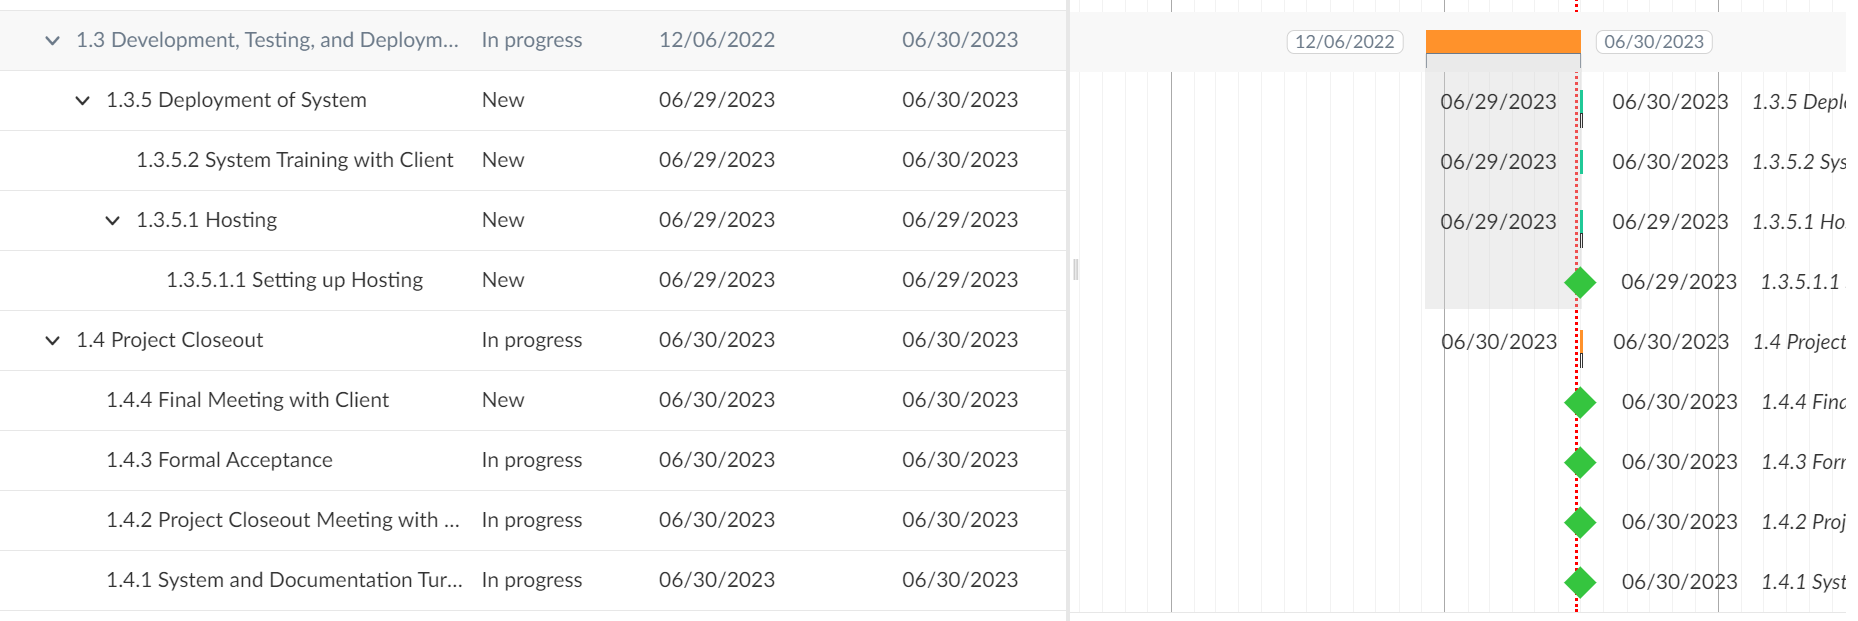 1.3 Development, Testing, and Deploym... In progress 12/06/2022 06/30/2023 12/06/2022 06/30/2023
1.3.5 Deployment of System New 06/29/2023 06/30/2023 06/29/2023 06/30/2023 1.3.5 Depl
1.3.5.2 System Training with Client New 06/29/2023 06/30/2023 06/29/2023 06/30/2023 1.3.5.2 Sys
1.3.5.1 Hosting New 06/29/2023 06/29/2023 06/29/2023 06/29/2023 1.3.5.1 Ho
1.3.5.1.1 Setting up Hosting New 06/29/2023 06/29/2023 06/29/2023 1.3.5.1.1
1.4 Project Closeout In progress 06/30/2023 06/30/2023 06/30/2023 06/30/2023 1.4 Project
1.4.4 Final Meeting with Client New 06/30/2023 06/30/2023 06/30/2023 1.4.4 Fina
1.4.3 Formal Acceptance In progress 06/30/2023 06/30/2023 06/30/2023 1.4.3 Forr
1.4.2 Project Closeout Meeting with ... In progress 06/30/2023 06/30/2023 06/30/2023 1.4.2 Proj
1.4.1 System and Documentation Tur... In progress 06/30/2023 06/30/2023 06/30/2023 1.4.1 Syst